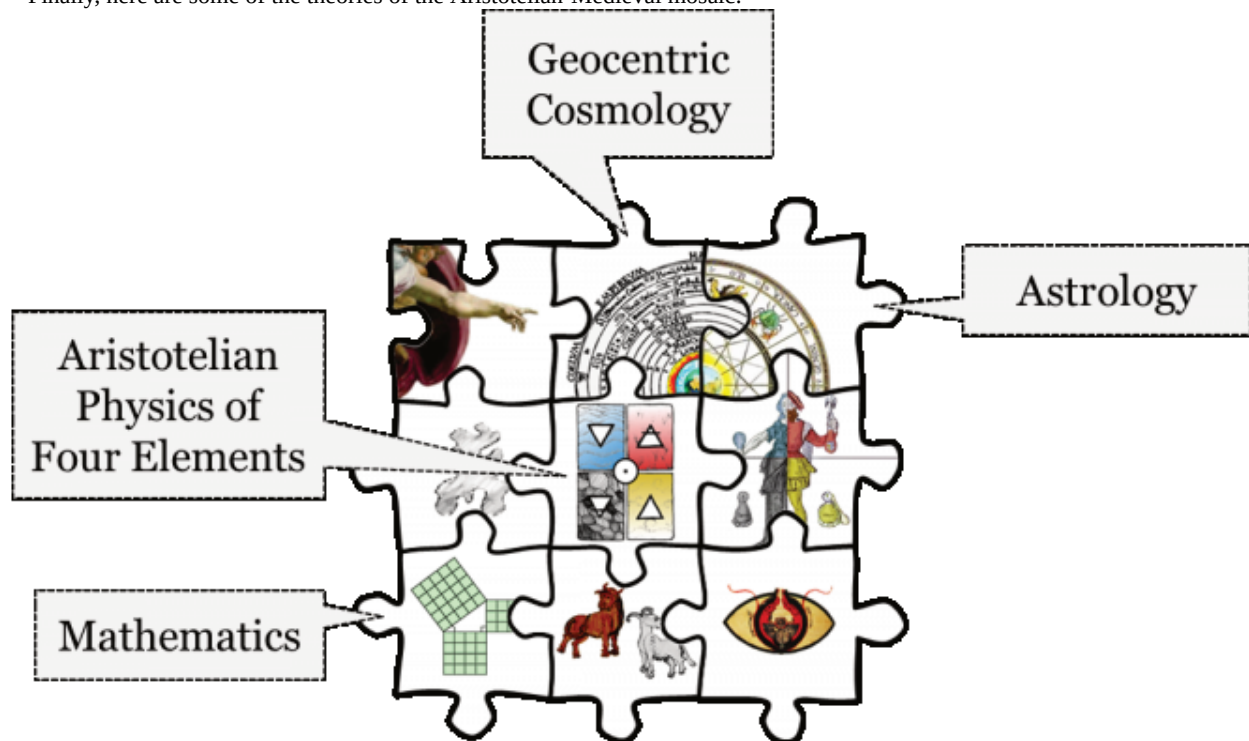 Finally, here are some of the theories of the Aristotelian-Medieval mosaic:
Geocentric
Cosmology
Astrology
Aristotelian
Physics of
Four Elements
Mathematics